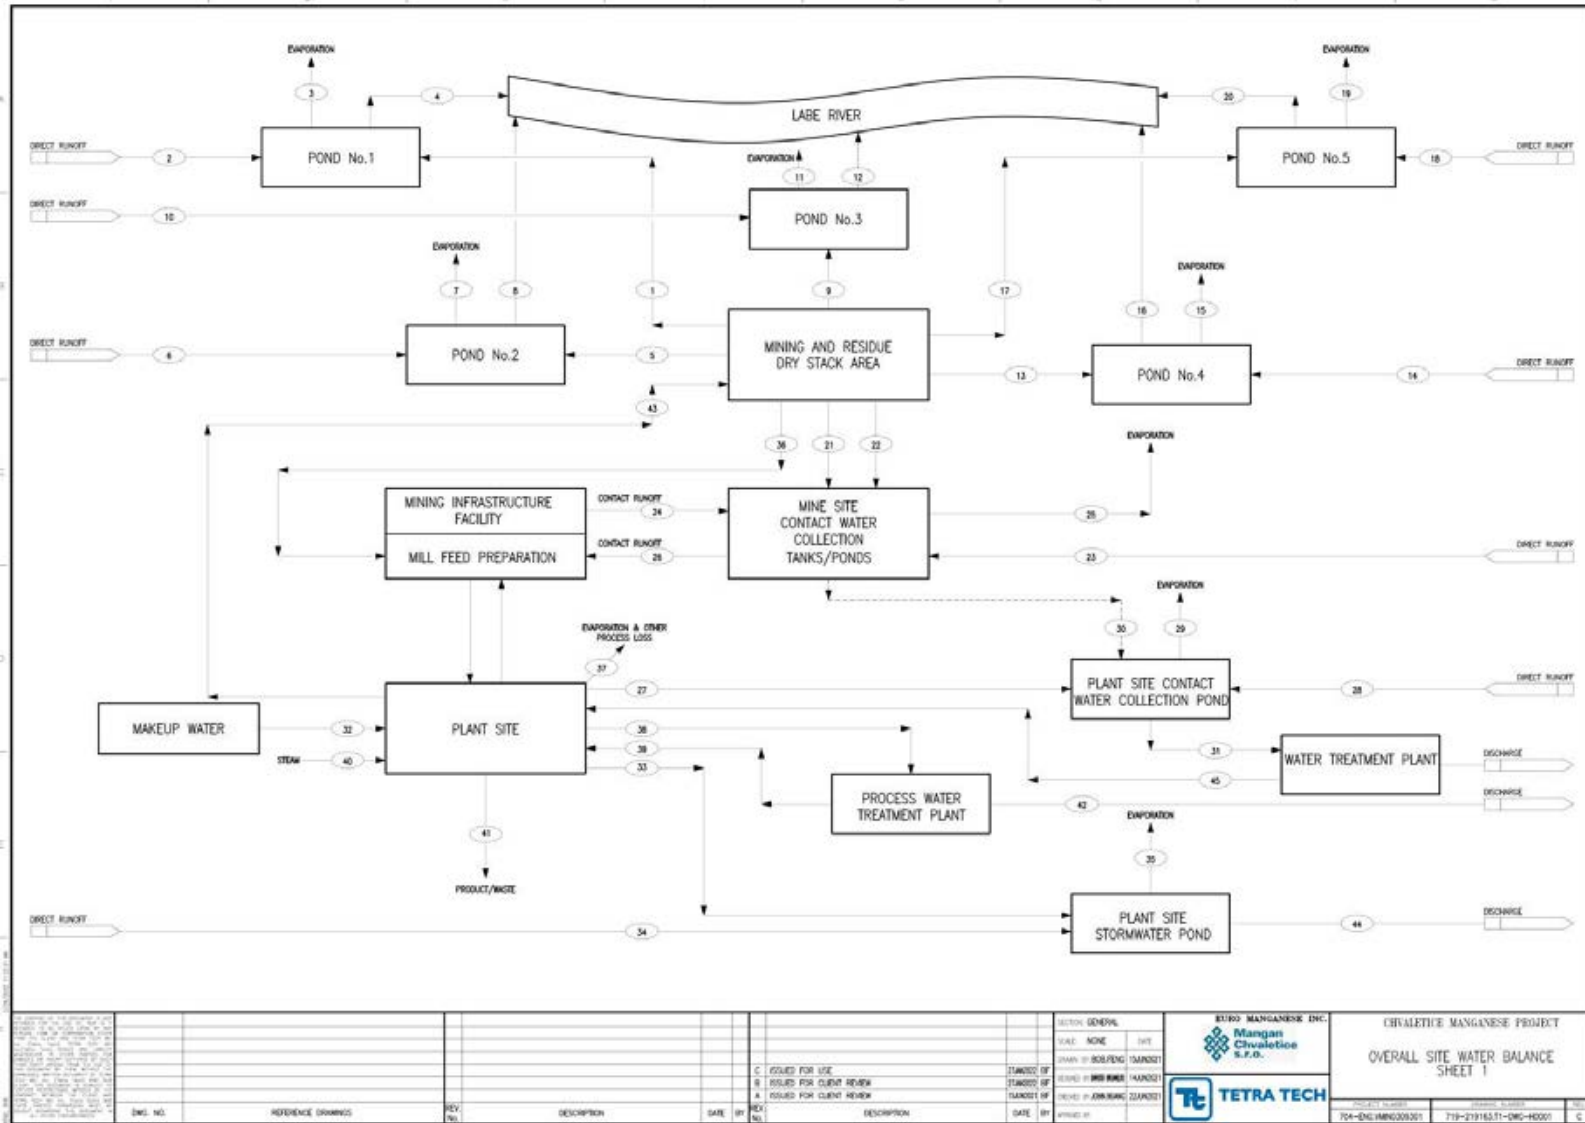 EVAPORATION
EVAPORATION
3
4
LABE RIVER
20
19
DIRECT RUNOFF
2
POND No.1
EVAPORATION
11
12
POND No.5
18
DIRECT RUNOFF
DIRECT RUNOFF
10
POND No.3
EVAPORATION
7
8
1
9
17
EVAPORATION
16
15
DIRECT RUNOFF
6
POND No.2
5
MINING AND RESIDUE
DRY STACK AREA
13
POND No.4
14
DIRECT RUNOFF
43
36
21
22
EVAPORATION
MINING INFRASTRUCTURE
FACILITY
CONTACT RUNOFF
24
MINE SITE
CONTACT WATER
COLLECTION
TANKS/PONDS
25
MILL FEED PREPARATION
CONTACT RUNOFF
26
23
DIRECT RUNOFF
EVAPORATION & OTHER
PROCESS LOSS
37
EVAPORATION
30
29
27
PLANT SITE CONTACT
WATER COLLECTION POND
28
DIRECT RUNOFF
MAKEUP WATER
32
PLANT SITE
38
39
33
STEAM
40
31
WATER TREATMENT PLANT
DISCHARGE
45
PROCESS WATER
TREATMENT PLANT
42
DISCHARGE
41
PRODUCT/WASTE
EVAPORATION
35
DIRECT RUNOFF
34
PLANT SITE
STORMWATER POND
44
DISCHARGE
DWG. NO.
REFERENCE DRAWINGS
REV. No.
DESCRIPTION
DATE
BY
C ISSUED FOR USE
B ISSUED FOR CLIENT REVIEW
A ISSUED FOR CLIENT REVIEW
REV. No.
DESCRIPTION
DATE
BY
SECTION: GENERAL
SCALE: NONE
DATE
EURO MANGANESE INC.
Mangan
Chvaletice
s.r.o.
TETRA TECH
CHVALETICE MANGANESE PROJECT
OVERALL SITE WATER BALANCE
SHEET 1
PROJECT NUMBER
DRAWING NUMBER
C